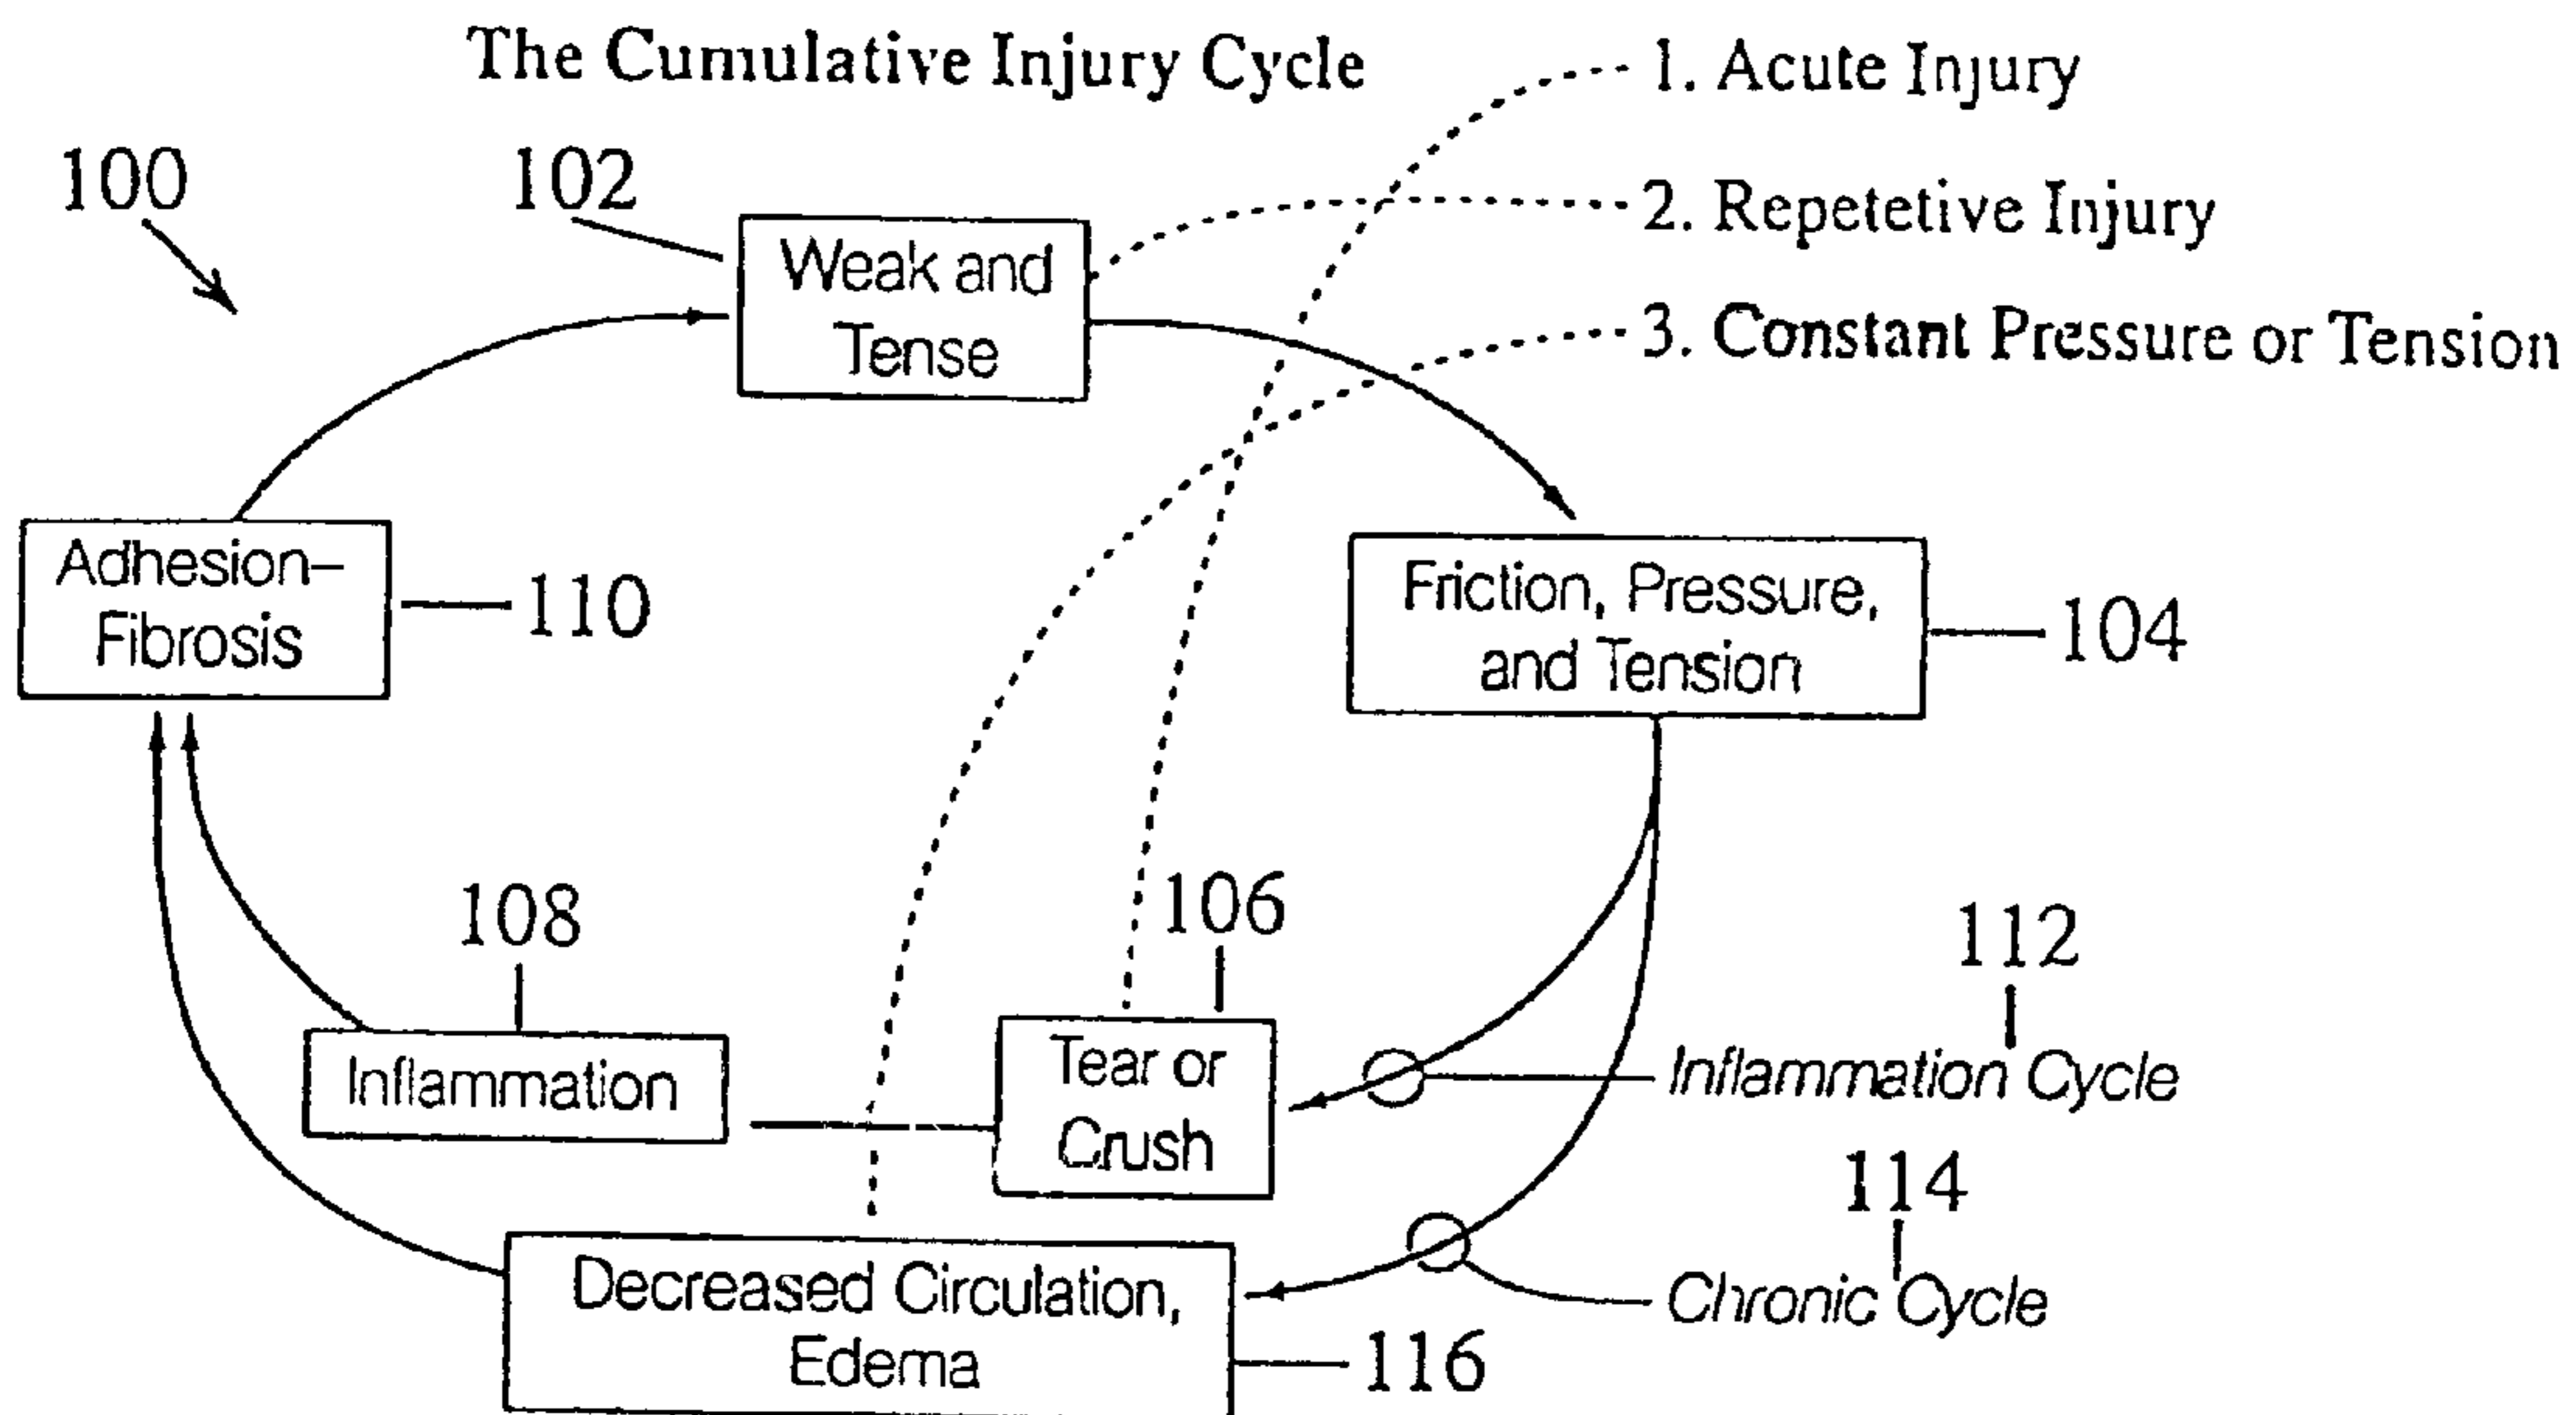 The Cumulative Injury Cycle
1. Acute Injury
100
102
2. Repetetive Injury
Weak and
Tense
3. Constant Pressure or Tension
Adhesion–
Fibrosis
110
Friction, Pressure,
and Tension
104
108
106
112
Inflammation
Tear or
Crush
Inflammation Cycle
114
Decreased Circulation,
Edema
Chronic Cycle
116